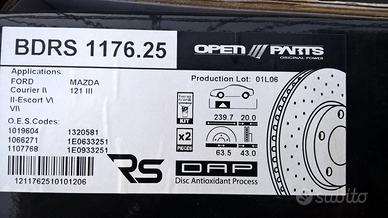 BDRS 1176.25
OPEN /// PARTS
ORIGINAL POWER
Applications:
FORD MAZDA
Courier I\ 121 III
II-Escort V\
VI\
Production Lot: 01L06
239.7 20.0
KIT
x2
PIECES
63.5 43.0
O.E.S. Codes:
1019604 1320581
1066271 1E0633251
1107768 1E0933251
1211762510101206
RS
DAP
Disc Antioxidant Process
subito